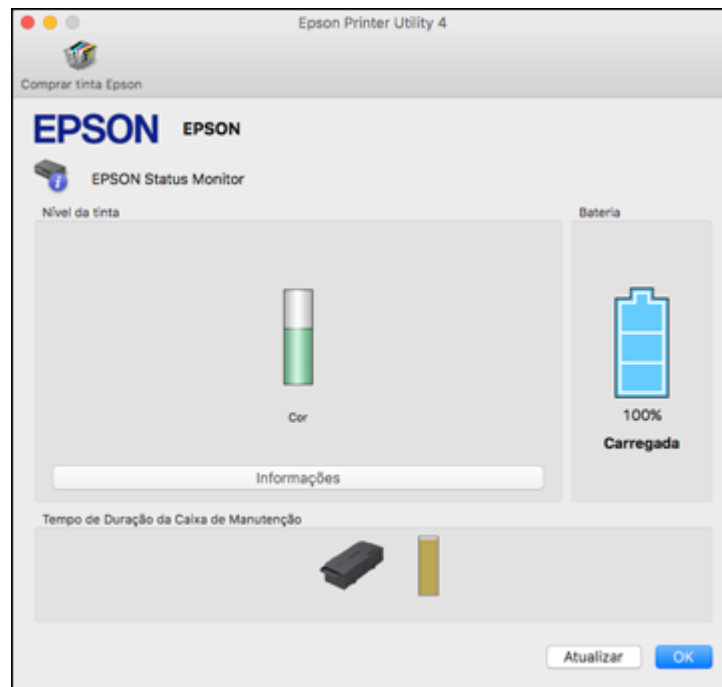 Epson Printer Utility 4
Comprar tinta Epson
EPSON EPSON
EPSON Status Monitor
Nível da tinta
Bateria
Cor
100%
Carregada
Informações
Tempo de Duração da Caixa de Manutenção
Atualizar OK